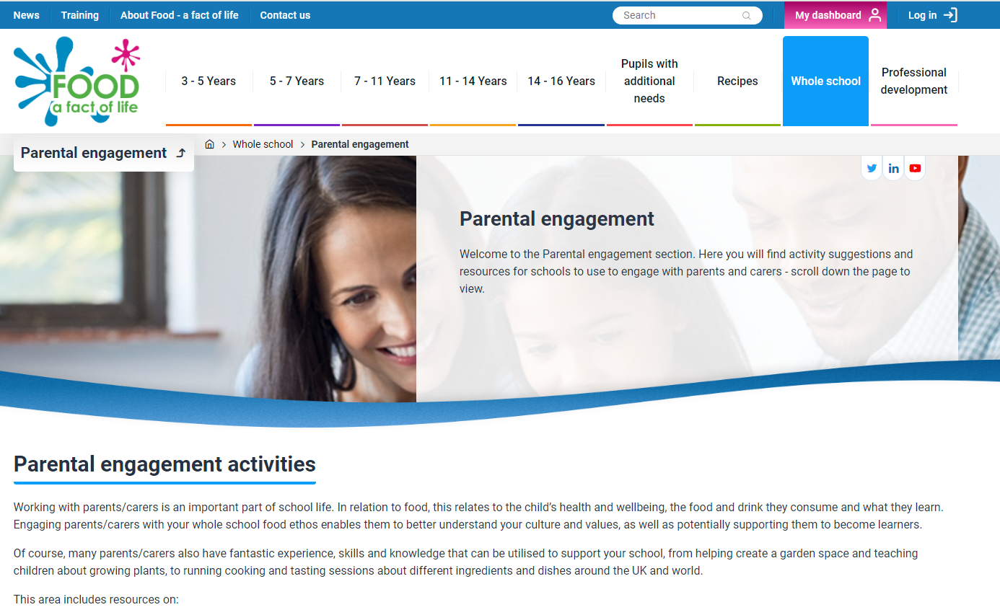 News
Training
About Food - a fact of life
Contact us
Search
My dashboard
Log in
FOOD
a fact of life
3 - 5 Years
5 - 7 Years
7 - 11 Years
11 - 14 Years
14 - 16 Years
Pupils with
additional
needs
Recipes
Whole school
Professional
development
Parental engagement
Whole school
Parental engagement
in
Parental engagement
Welcome to the Parental engagement section. Here you will find activity suggestions and
resources for schools to use to engage with parents and carers - scroll down the page to
view.
Parental engagement activities
Working with parents/carers is an important part of school life. In relation to food, this relates to the child’s health and wellbeing, the food and drink they consume and what they learn.
Engaging parents/carers with your whole school food ethos enables them to better understand your culture and values, as well as potentially supporting them to become learners.
Of course, many parents/carers also have fantastic experience, skills and knowledge that can be utilised to support your school, from helping create a garden space and teaching
children about growing plants, to running cooking and tasting sessions about different ingredients and dishes around the UK and world.
This area includes resources on: